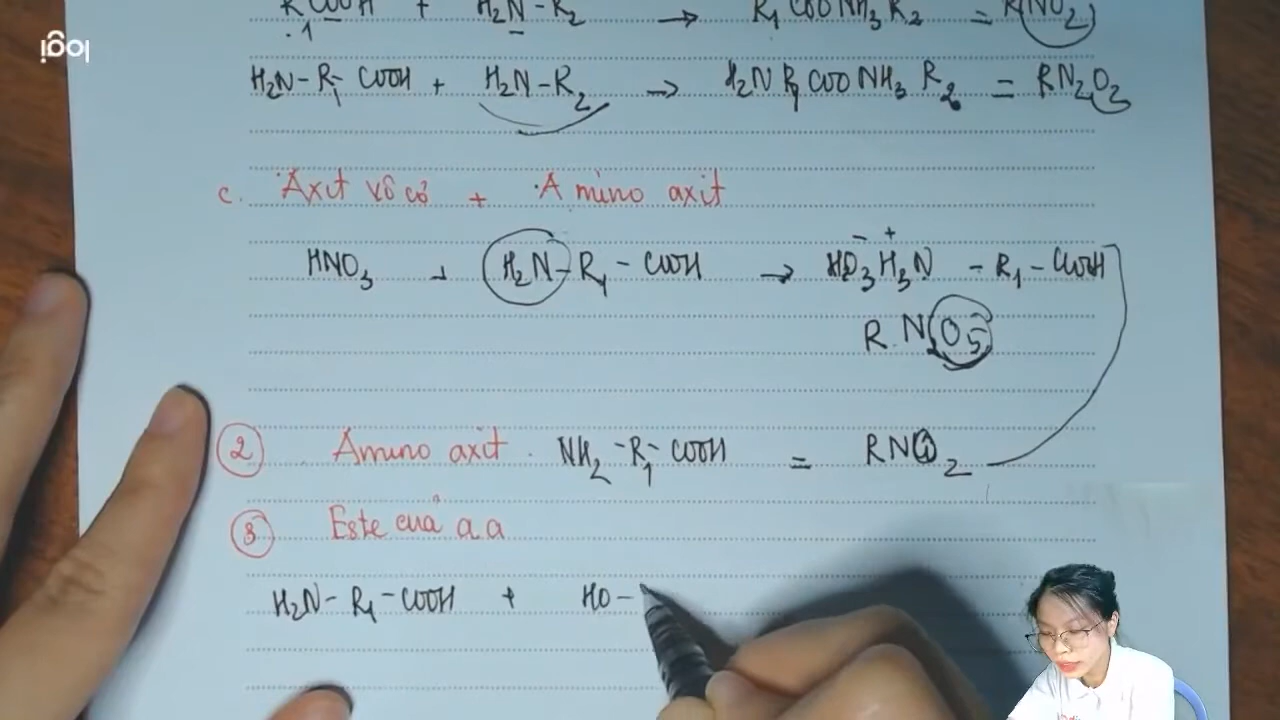 logi
R₁COOH + H₂N-R₂ → R₁COONH₃R₂ = R(NO₂)
H₂N-R₁-COOH + H₂N-R₂ → H₂NR₁COONH₃R₂ = RN₂O₂
c. Axit vô cơ + Amino axit
HNO₃ + H₂N-R₁-COOH → NO₃H₃N-R₁-COOH
- +
RN₂O₅
② Amino axit. NH₂-R₁-COOH = RNO₂
③ Este của a.a
H₂N-R₁-COOH + HO-